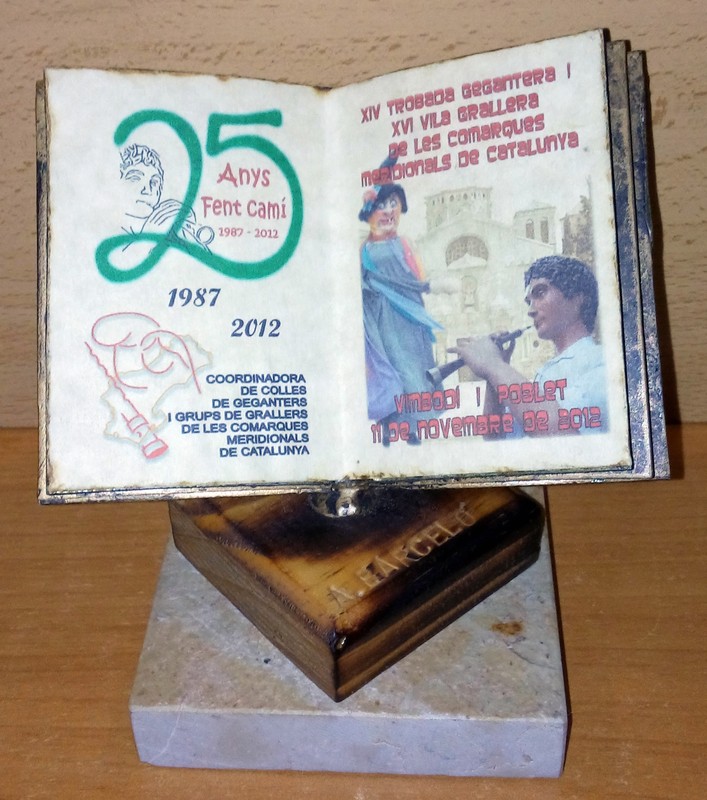 25
Anys
Fent Camí
1987 - 2012
1987
2012
COORDINADORA
DE COLLES
DE GEGANTERS
I GRUPS DE GRALLERS
DE LES COMARQUES
MERIDIONALS
DE CATALUNYA
XIV TROBADA GEGANTERA I
XVI VILA GRALLERA
DE LES COMARQUES
MERIDIONALS DE CATALUNYA
VIMBODÍ I POBLET
11 DE NOVEMBRE DE 2012
A. BARCELÓ